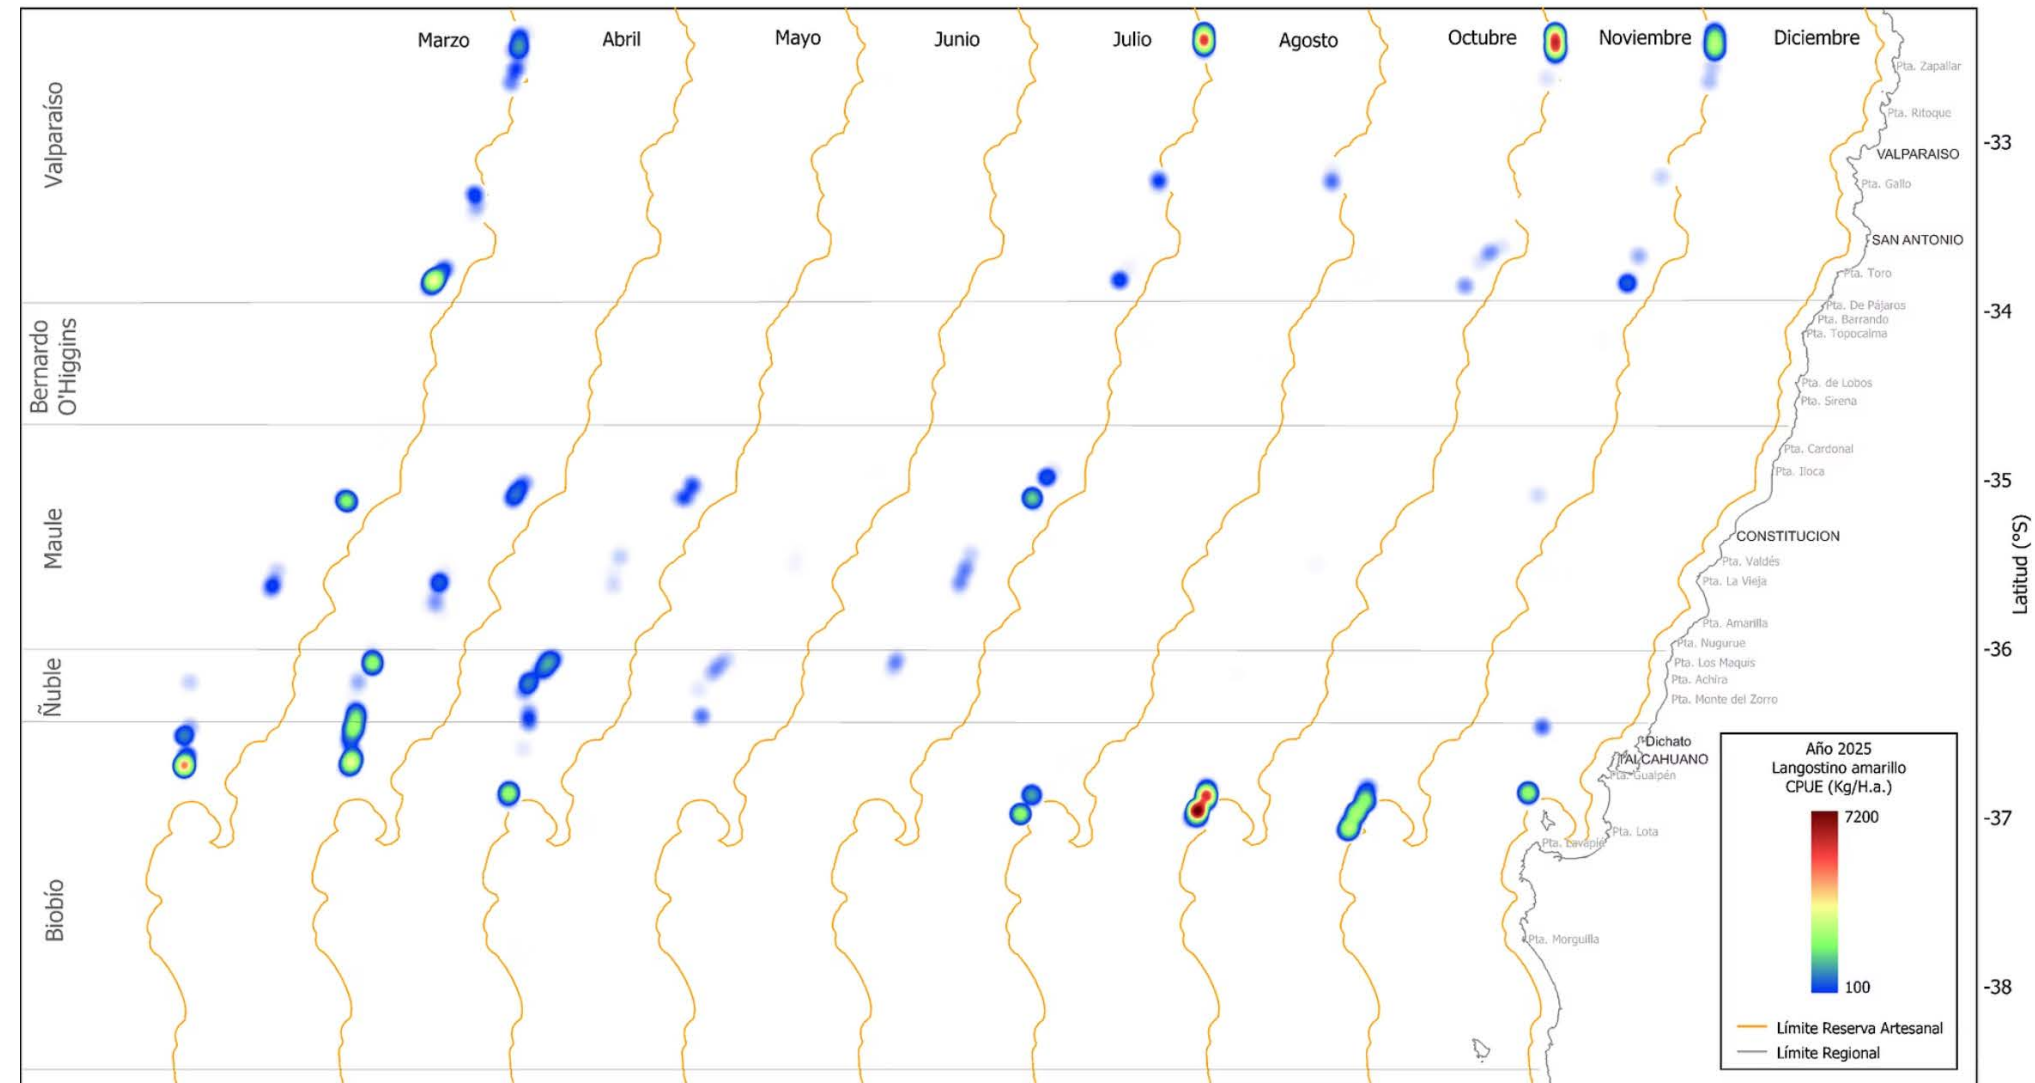 Marzo
Abril
Mayo
Junio
Julio
Agosto
Octubre
Noviembre
Diciembre
Valparaíso
Bernardo
O'Higgins
Maule
Ñuble
Biobío
Pta. Zapallar
Pta. Ritoque
VALPARAISO
Pta. Gallo
SAN ANTONIO
Pta. Toro
Pta. De Pájaros
Pta. Barrando
Pta. Topocalma
Pta. de Lobos
Pta. Sirena
Pta. Cardonal
Pta. Iloca
CONSTITUCION
Pta. Valdés
Pta. La Vieja
Pta. Amarilla
Pta. Nugurue
Pta. Los Maquis
Pta. Achira
Pta. Monte del Zorro
Dichato
TALCAHUANO
Pta. Gualpén
Pta. Lota
Pta. Lavapié
Pta. Morguilla
-33
-34
-35
-36
-37
-38
Latitud (°S)
Año 2025
Langostino amarillo
CPUE (Kg/H.a.)
7200
100
Límite Reserva Artesanal
Límite Regional